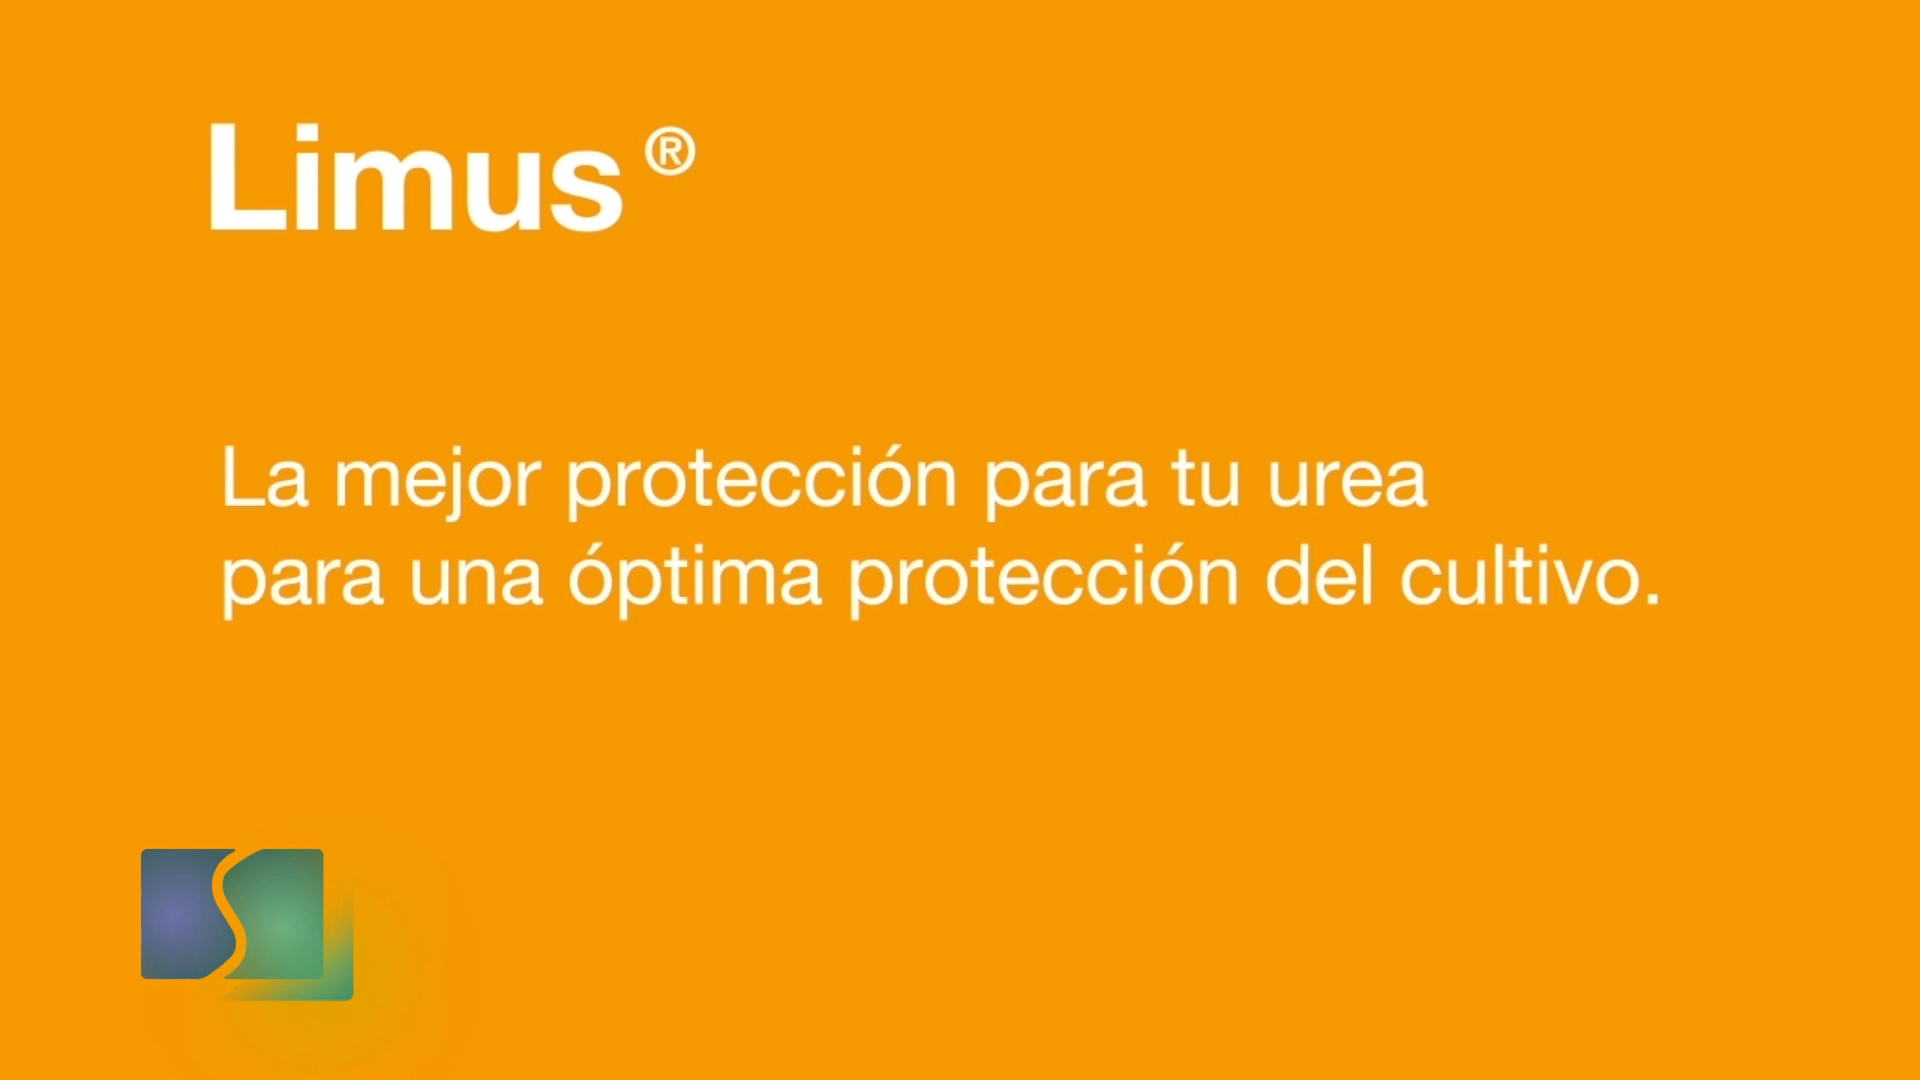 Limus®
La mejor protección para tu urea
para una óptima protección del cultivo.